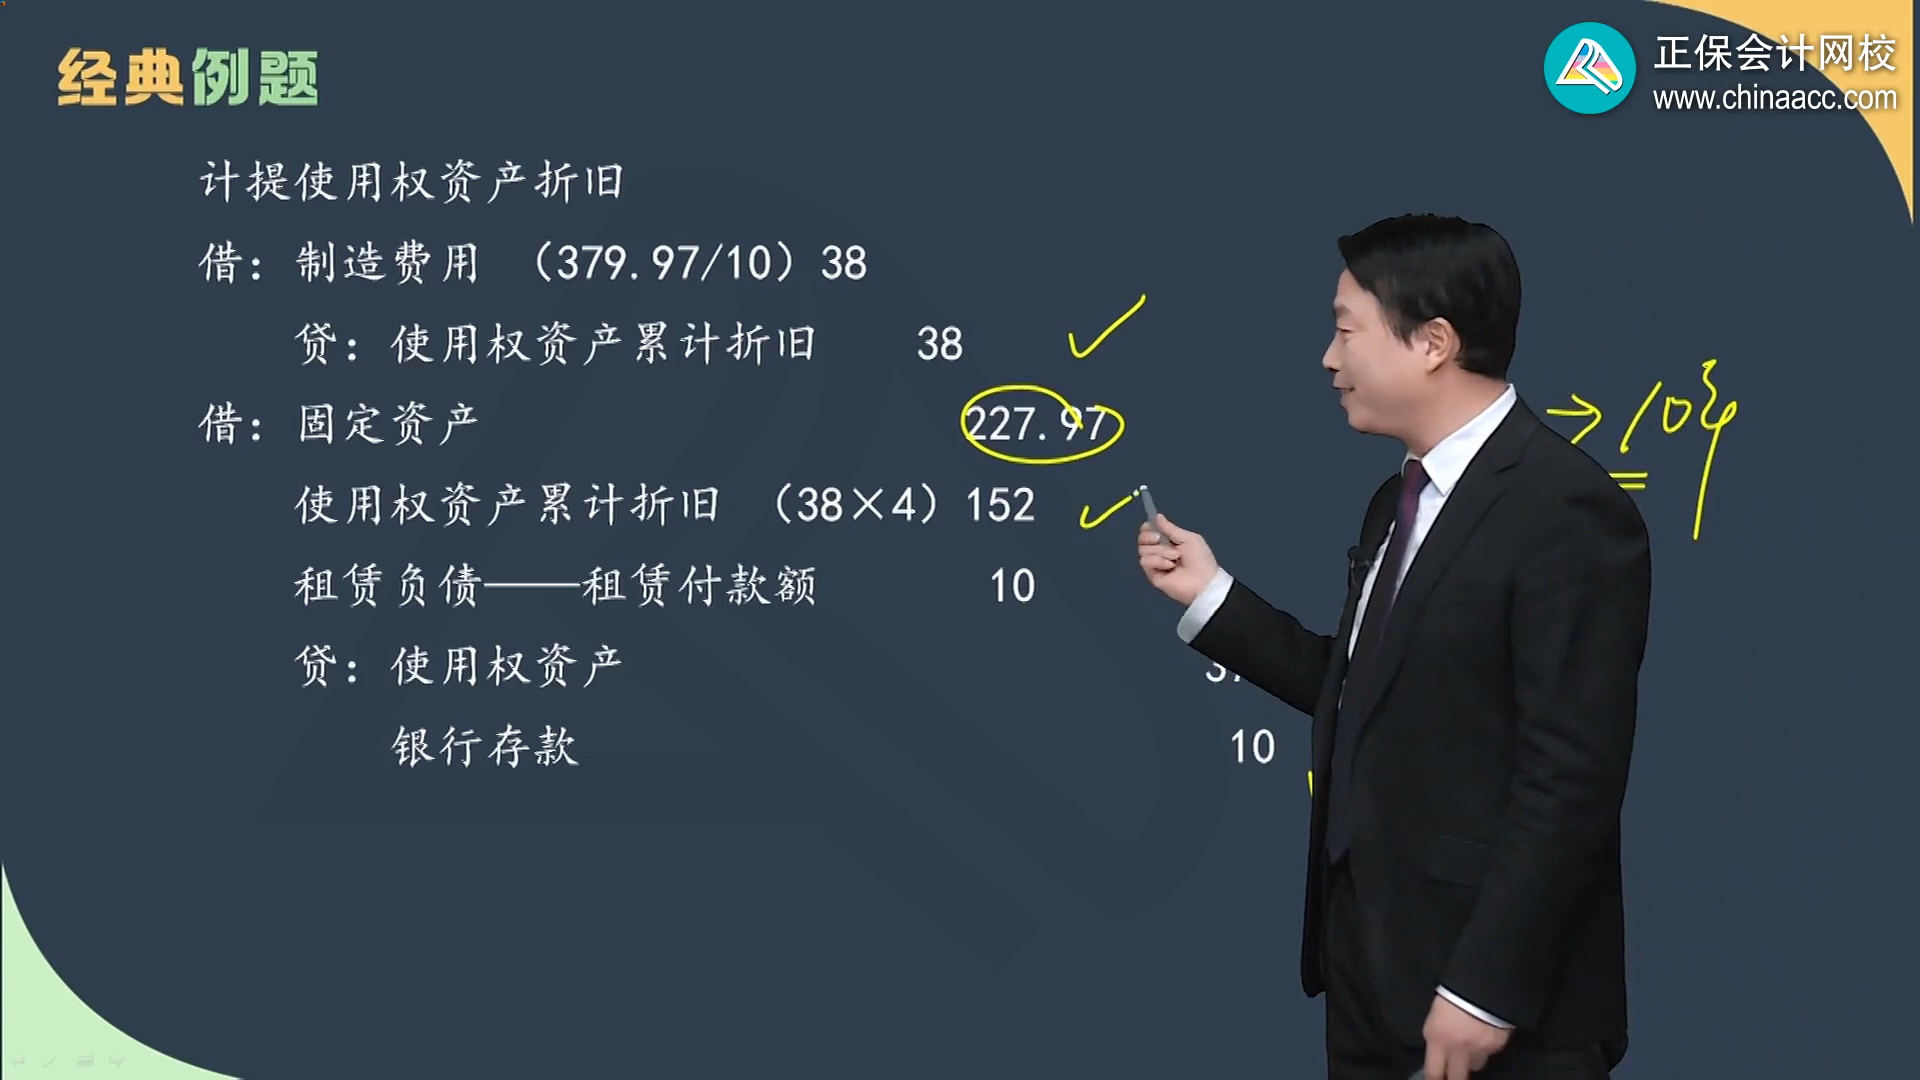 经典例题
正保会计网校
www.chinaacc.com
计提使用权资产折旧
借：制造费用 （379.97/10）38
贷：使用权资产累计折旧 38
借：固定资产 227.97
使用权资产累计折旧 （38×4）152
租赁负债——租赁付款额 10
贷：使用权资产
银行存款 10